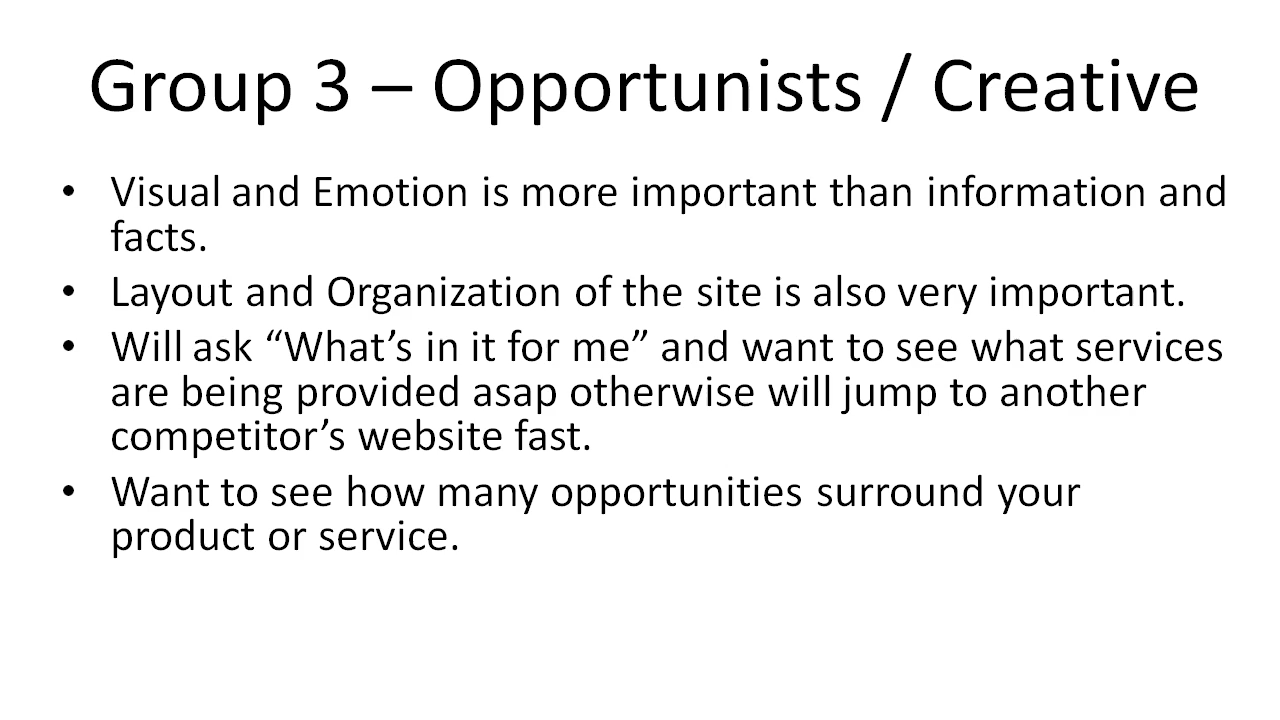 Group 3 – Opportunists / Creative
• Visual and Emotion is more important than information and
facts.
• Layout and Organization of the site is also very important.
• Will ask “What’s in it for me” and want to see what services
are being provided asap otherwise will jump to another
competitor’s website fast.
• Want to see how many opportunities surround your
product or service.